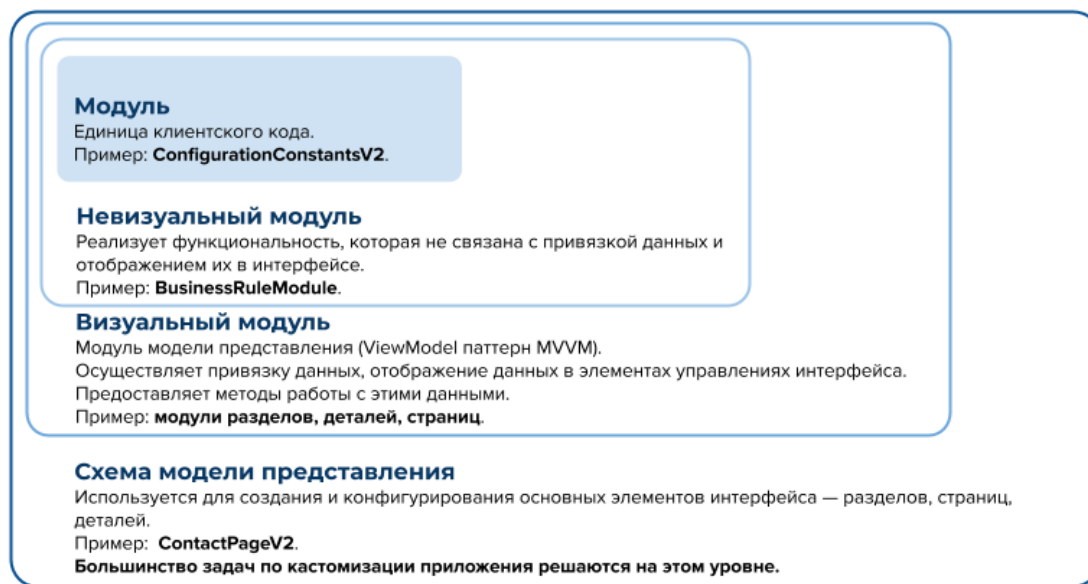 Модуль
Единица клиентского кода.
Пример: ConfigurationConstantsV2.
Невизуальный модуль
Реализует функциональность, которая не связана с привязкой данных и
отображением их в интерфейсе.
Пример: BusinessRuleModule.
Визуальный модуль
Модуль модели представления (ViewModel паттерн MVVM).
Осуществляет привязку данных, отображение данных в элементах управлениях интерфейса.
Предоставляет методы работы с этими данными.
Пример: модули разделов, деталей, страниц.
Схема модели представления
Используется для создания и конфигурирования основных элементов интерфейса — разделов, страниц,
деталей.
Пример: ContactPageV2.
Большинство задач по кастомизации приложения решаются на этом уровне.